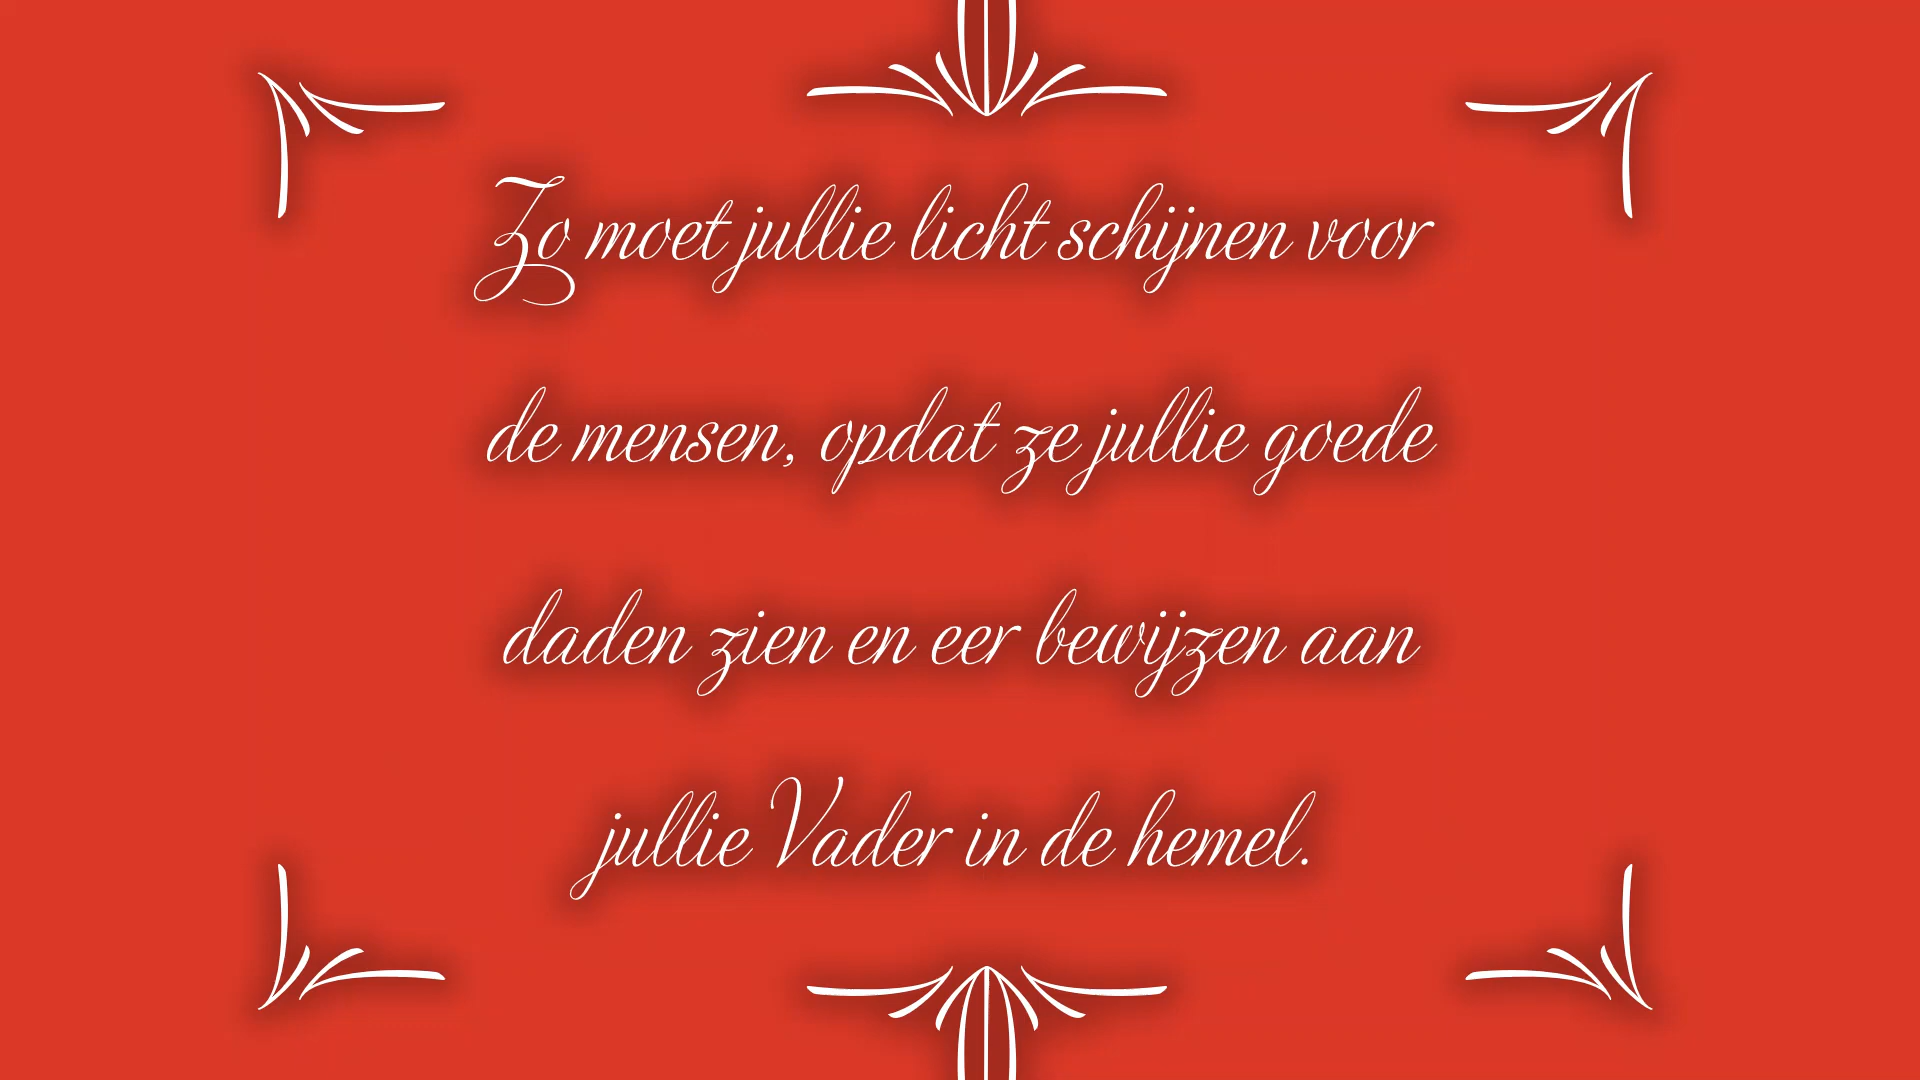 Zo moet jullie licht schijnen voor
de mensen, opdat ze jullie goede
daden zien en eer bewijzen aan
jullie Vader in de hemel.